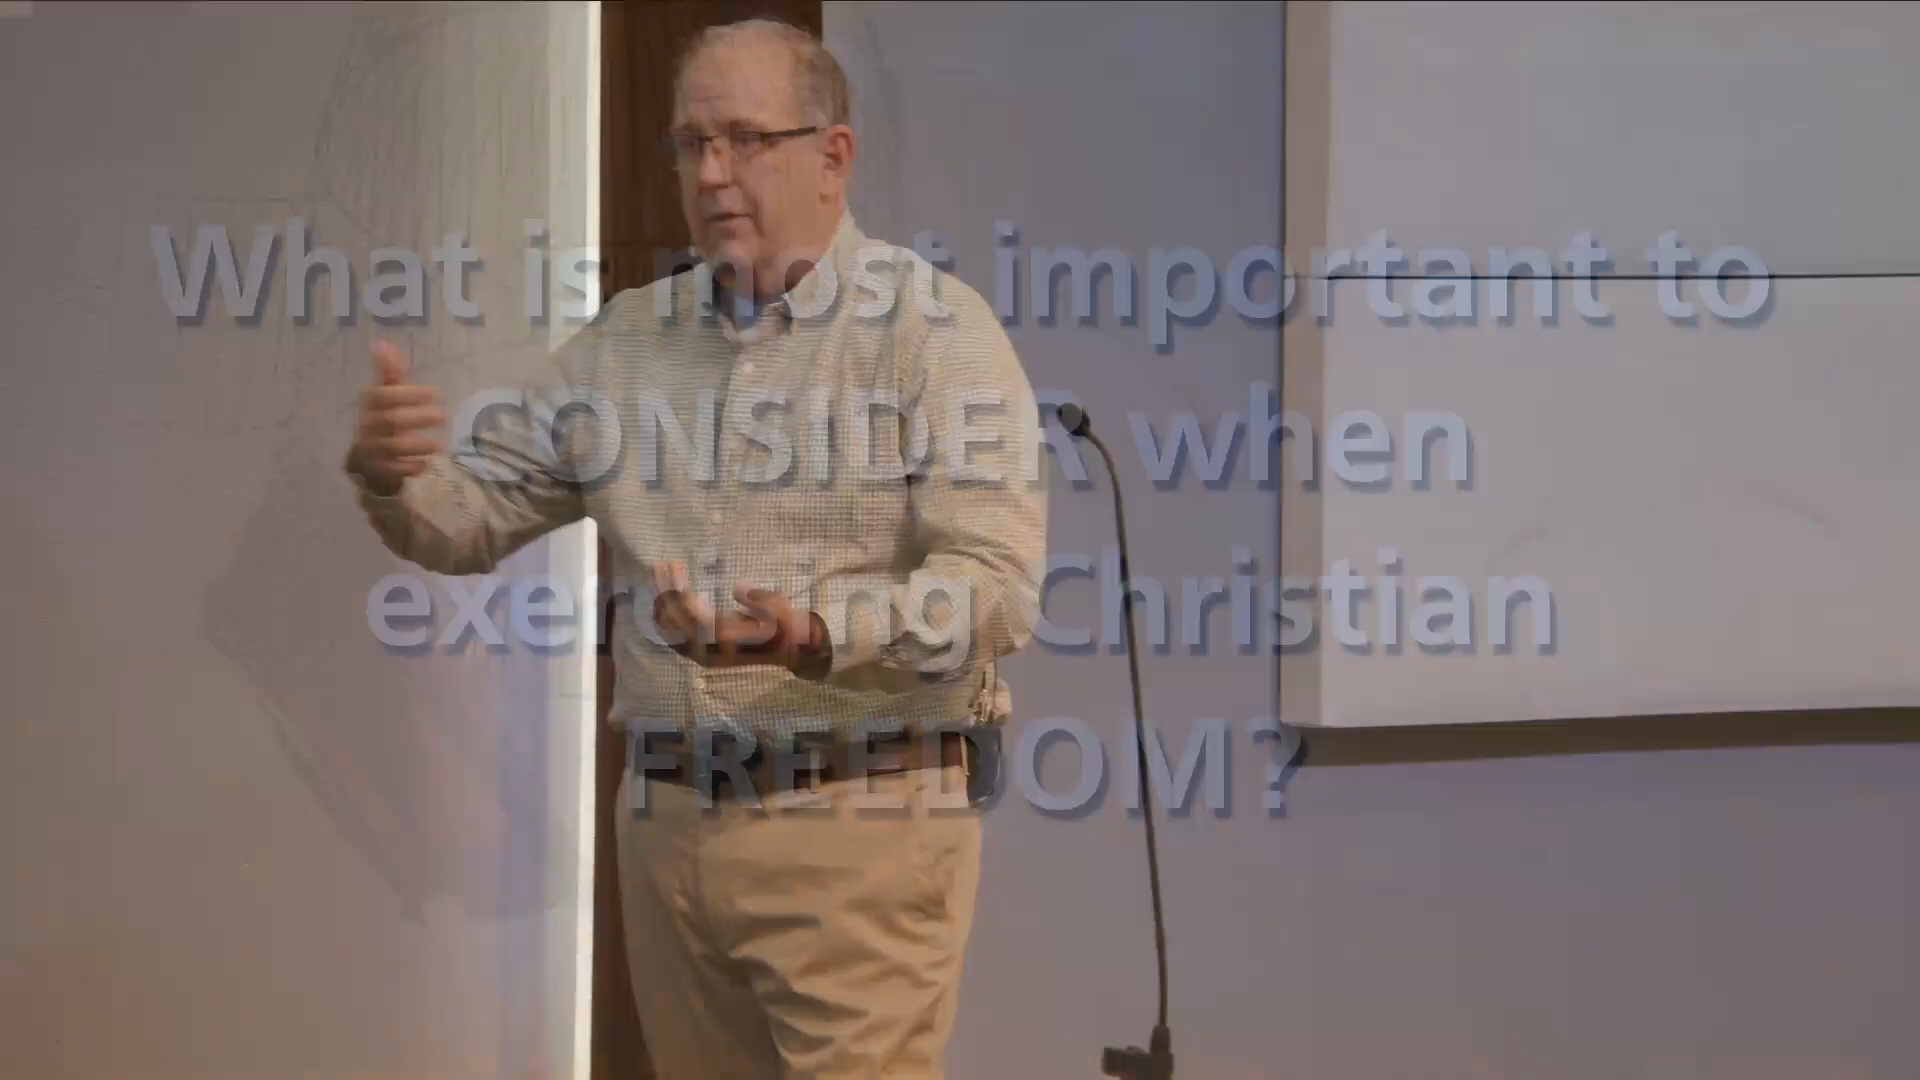 What is most important to
CONSIDER when
exercising Christian
FREEDOM?